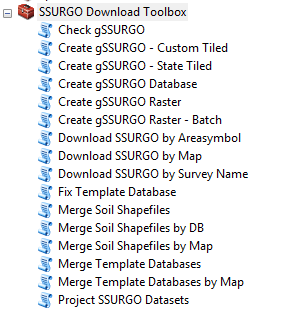 SSURGO Download Toolbox
Check gSSURGO
Create gSSURGO - Custom Tiled
Create gSSURGO - State Tiled
Create gSSURGO Database
Create gSSURGO Raster
Create gSSURGO Raster - Batch
Download SSURGO by Areasymbol
Download SSURGO by Map
Download SSURGO by Survey Name
Fix Template Database
Merge Soil Shapefiles
Merge Soil Shapefiles by DB
Merge Soil Shapefiles by Map
Merge Template Databases
Merge Template Databases by Map
Project SSURGO Datasets